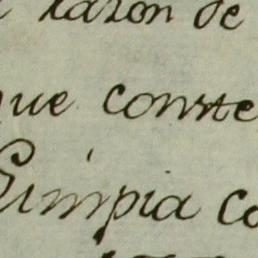 razon de
que conste
Limpia co